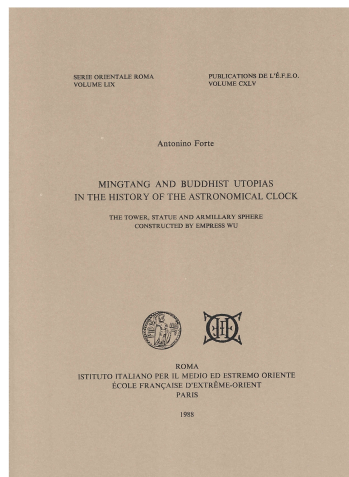 SERIE ORIENTALE ROMA
VOLUME LIX
PUBLICATIONS DE L'É.F.E.O.
VOLUME CXLV
Antonino Forte
MINGTANG AND BUDDHIST UTOPIAS
IN THE HISTORY OF THE ASTRONOMICAL CLOCK
THE TOWER, STATUE AND ARMILLARY SPHERE
CONSTRUCTED BY EMPRESS WU
ROMA
ISTITUTO ITALIANO PER IL MEDIO ED ESTREMO ORIENTE
ÉCOLE FRANÇAISE D'EXTRÊME-ORIENT
PARIS
1988